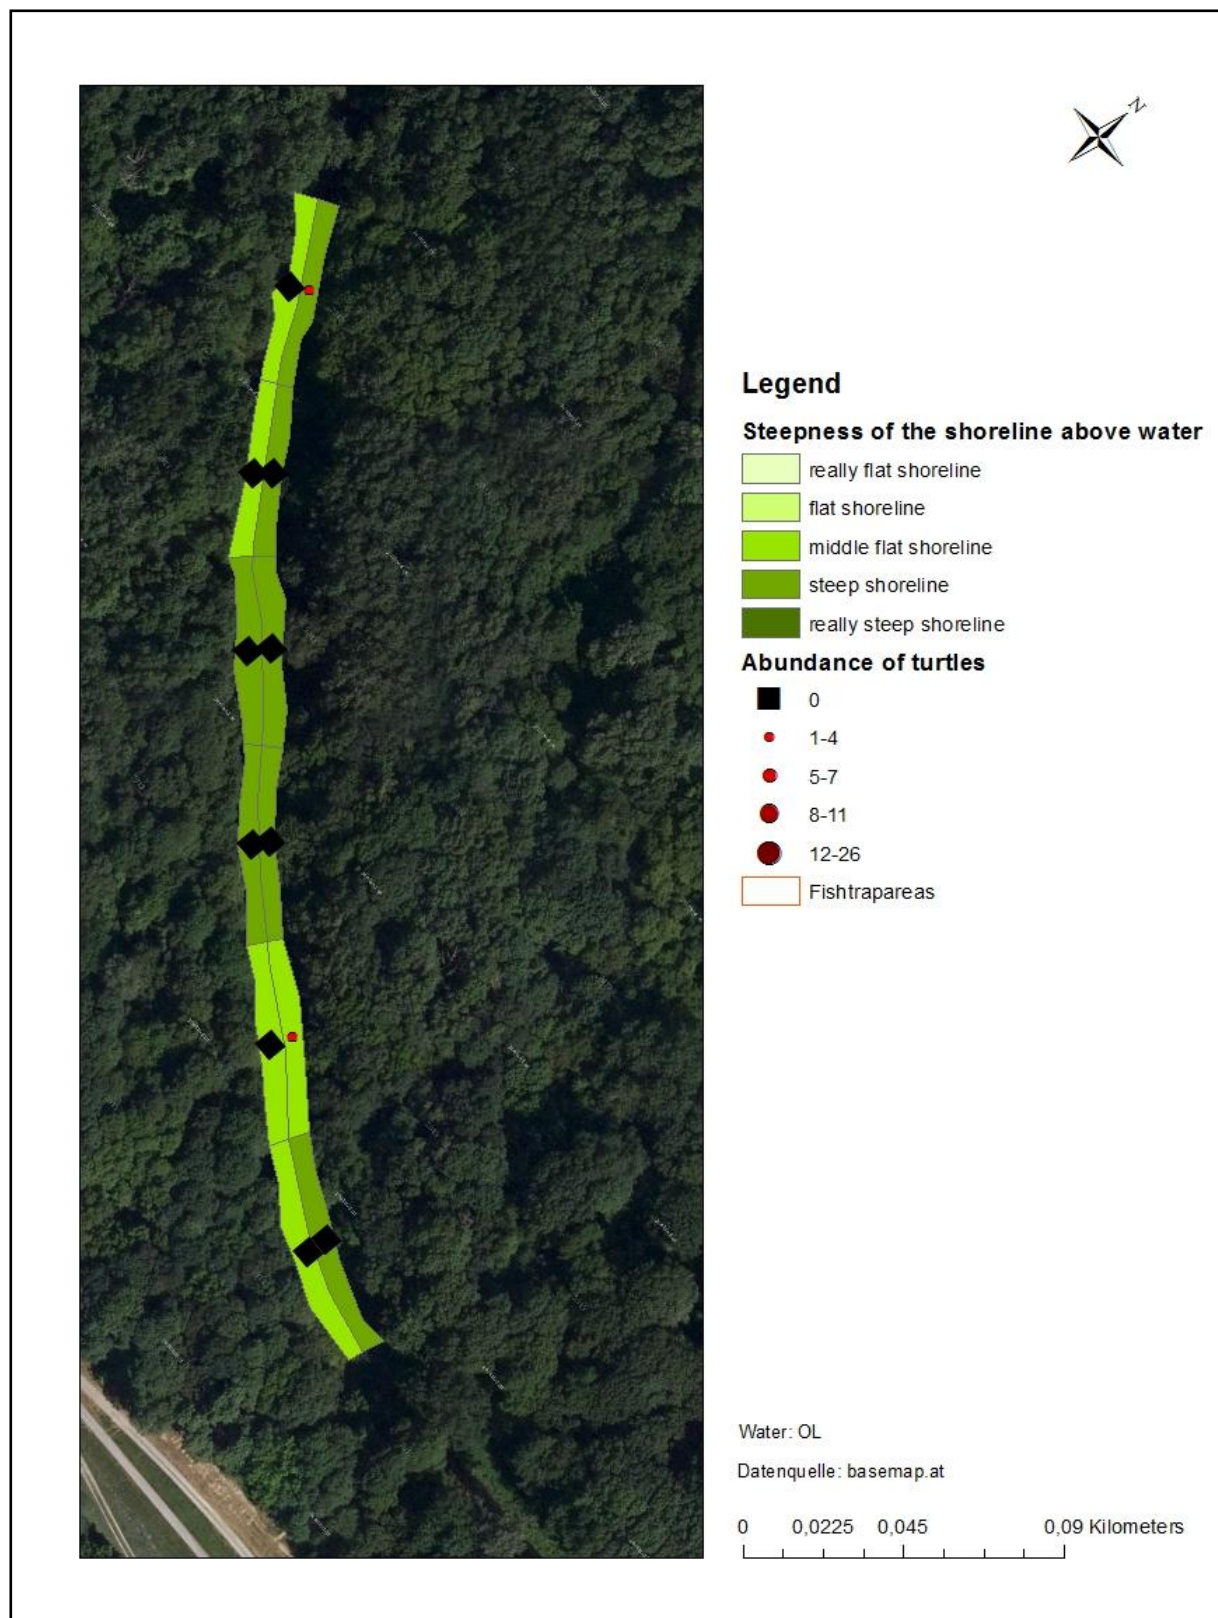 N
Legend
Steepness of the shoreline above water
really flat shoreline
flat shoreline
middle flat shoreline
steep shoreline
really steep shoreline
Abundance of turtles
0
1-4
5-7
8-11
12-26
Fishtrapareas
Water: OL
Datenquelle: basemap.at
0 0,0225 0,045 0,09 Kilometers